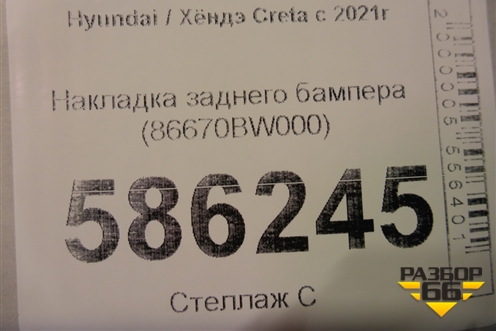 Hyundai / Хёндэ Creta с 2021г
Накладка заднего бампера
(86670BW000)
586245
Стеллаж С
РАЗБОР
66